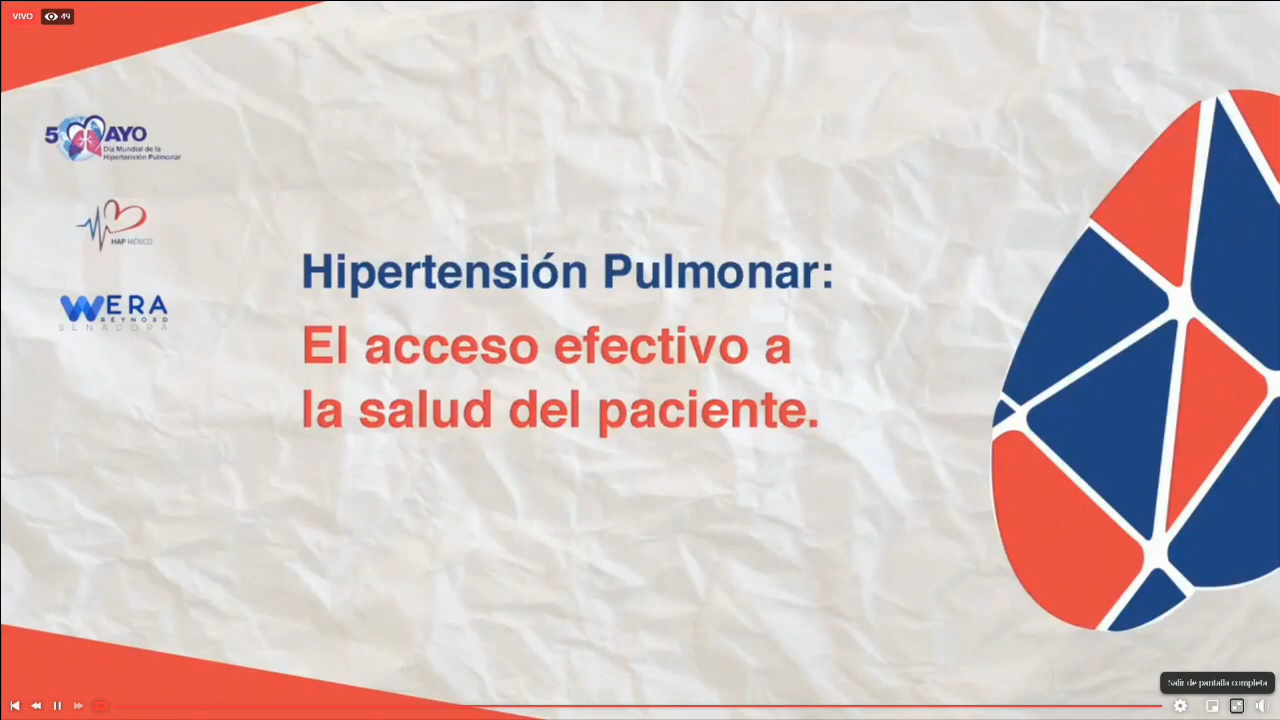 VIVO 49
5 MAYO
Día Mundial de la
Hipertensión Pulmonar
HAP MÉXICO
WERA
REYNOSO
SENADORA
Hipertensión Pulmonar:
El acceso efectivo a
la salud del paciente.
Salir de pantalla completa